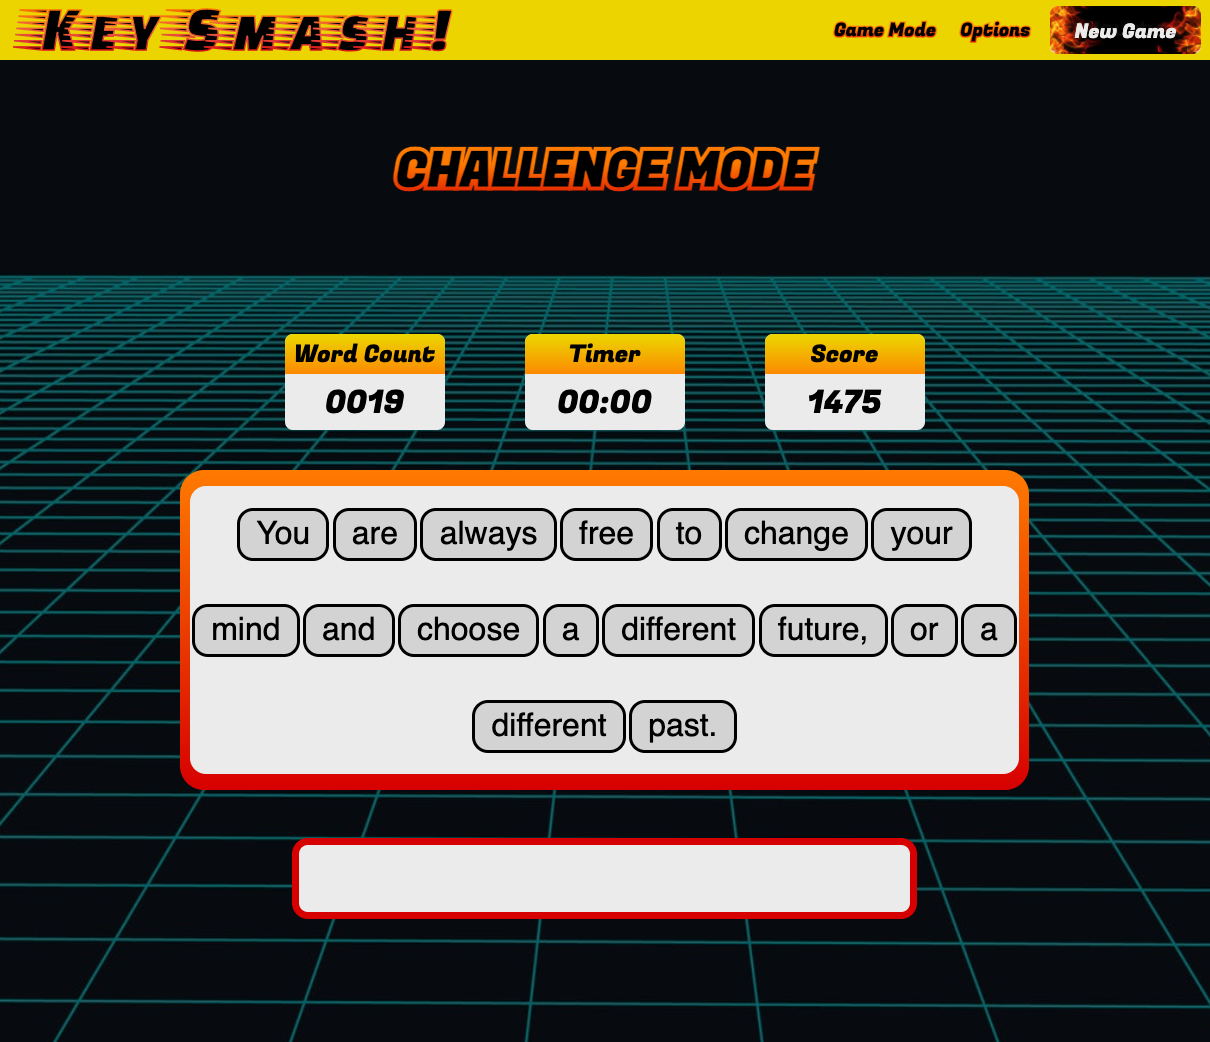 KEY SMASH! Game Mode Options New Game
CHALLENGE MODE
Word Count Timer Score
0019 00:00 1475
You are always free to change your
mind and choose a different future, or a
different past.